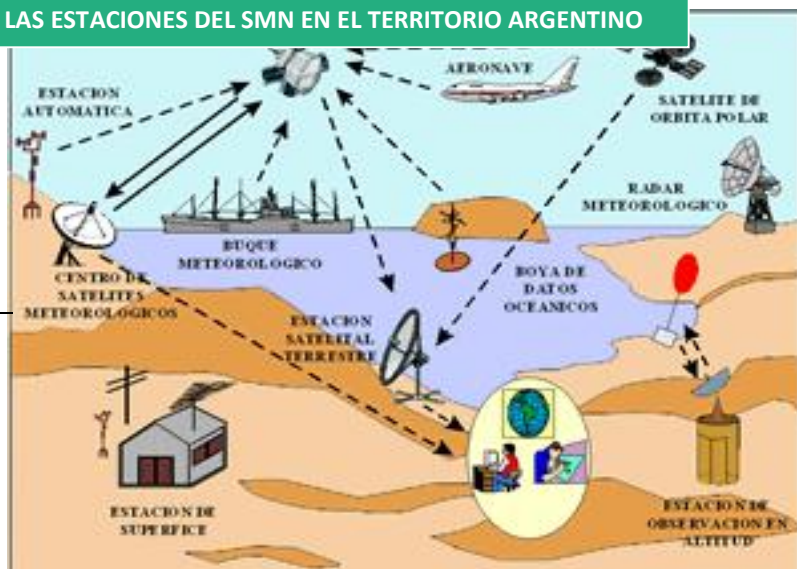 LAS ESTACIONES DEL SMN EN EL TERRITORIO ARGENTINO
AERONAVE
ESTACION
AUTOMATICA
SATELITE DE
ORBITA POLAR
RADAR
METEOROLOGICO
BUQUE
METEOROLOGICO
CENTRO DE
SATELITES
METEOROLOGICOS
BOYA DE
DATOS
OCEANICOS
ESTACION
SATELITAL
TERRESTRE
ESTACION DE
SUPERFICE
ESTACION DE
OBSERVACION EN
ALTITUD